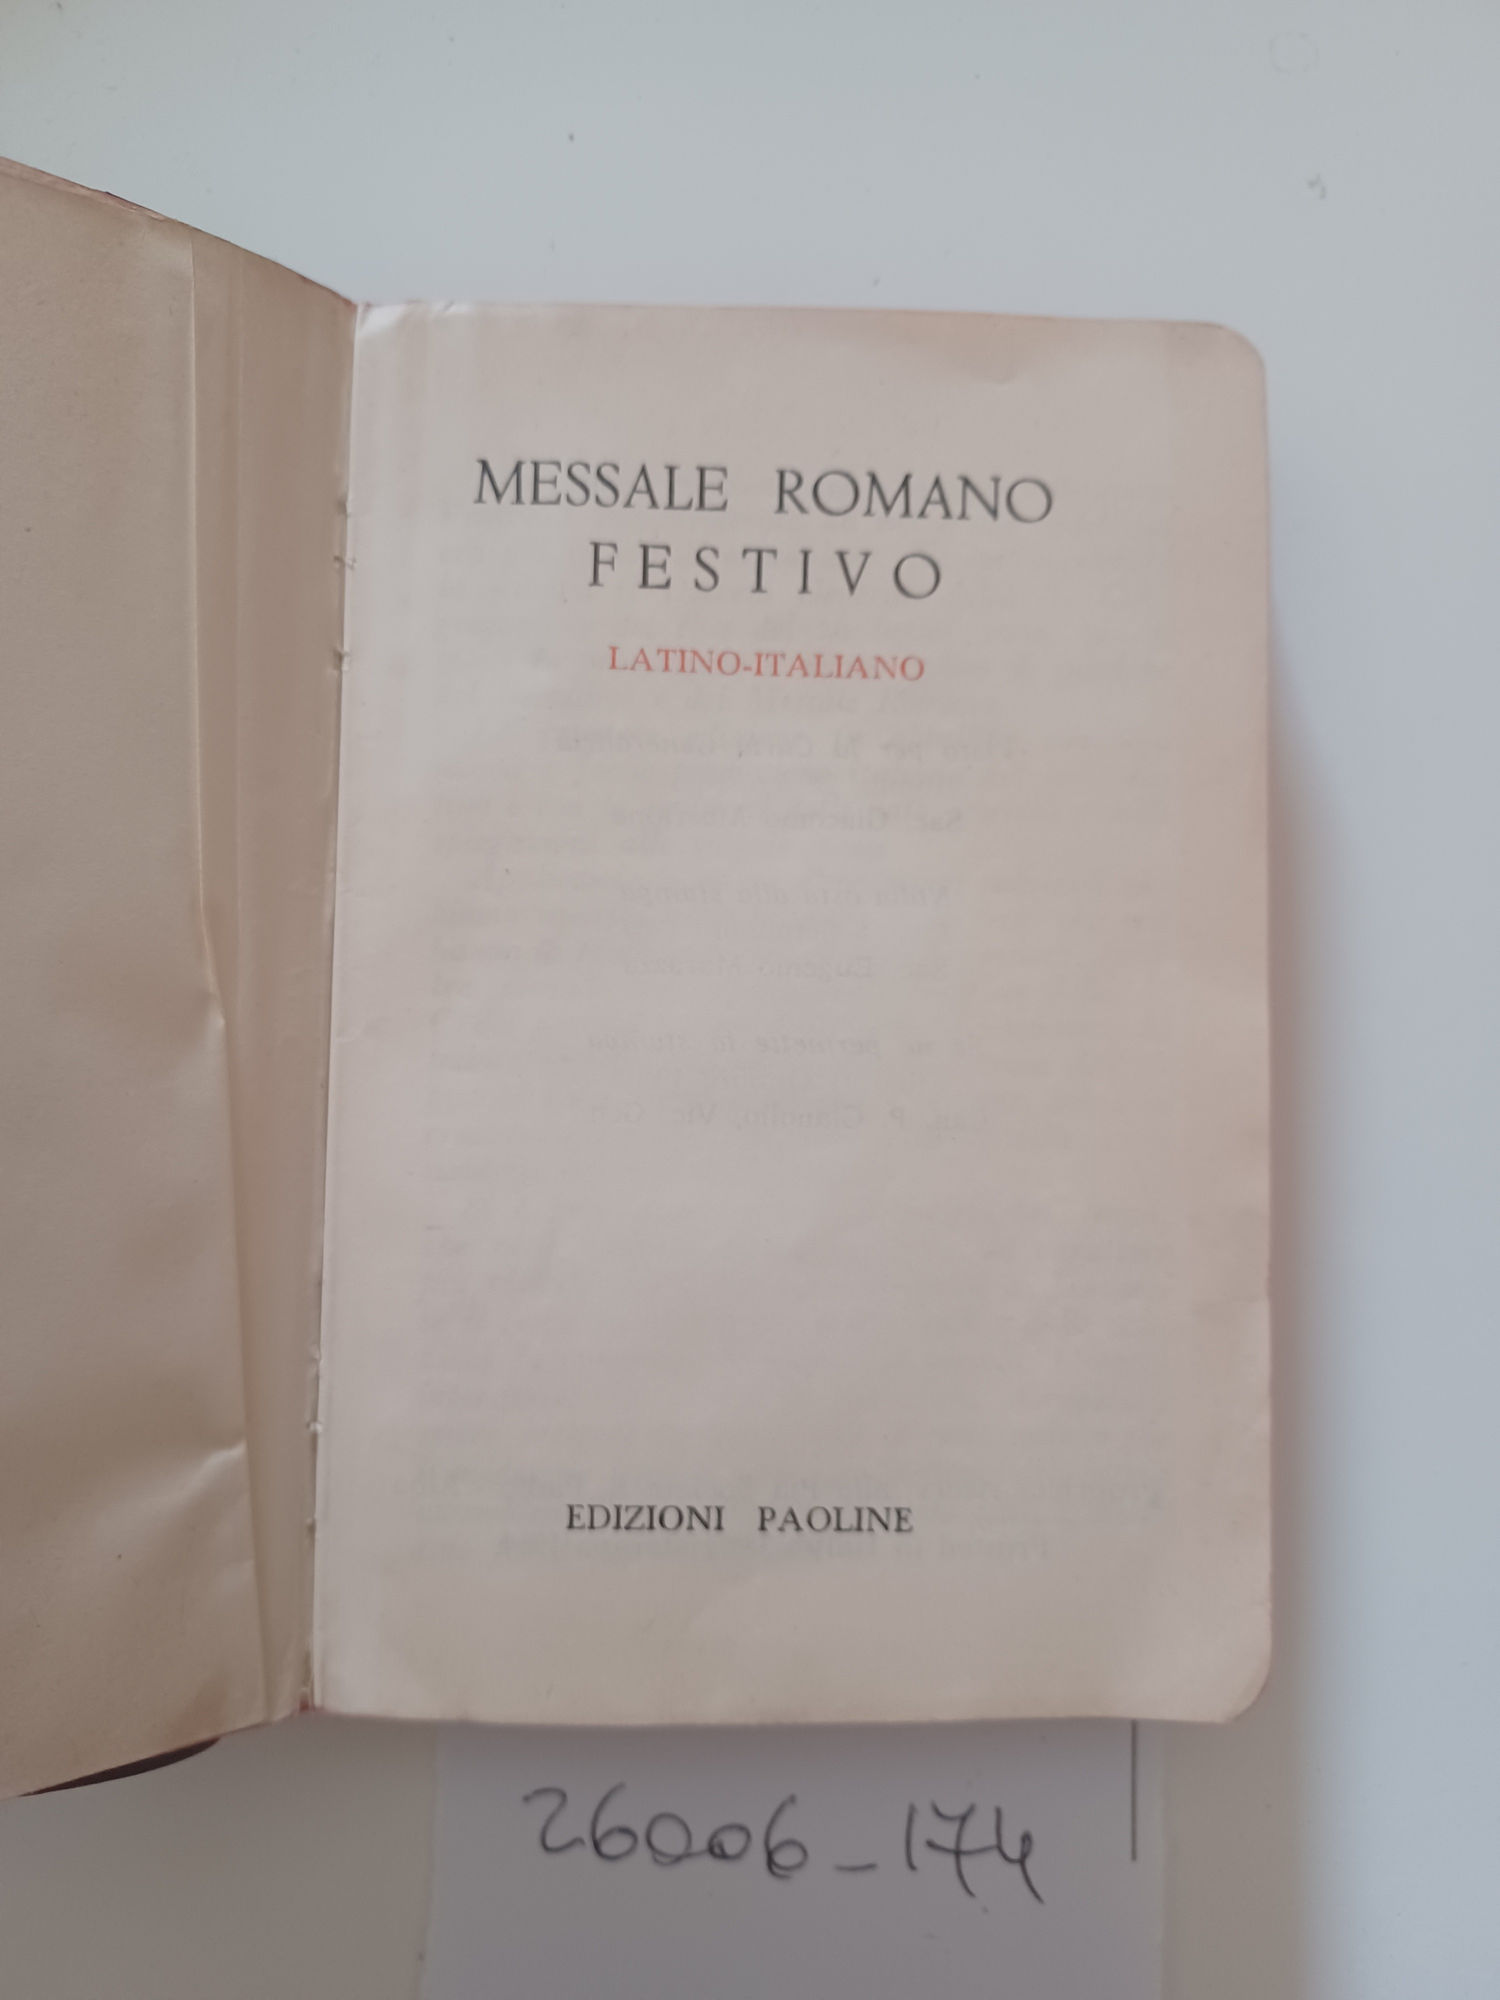 MESSALE ROMANO
FESTIVO
LATINO-ITALIANO
EDIZIONI PAOLINE
26006_174